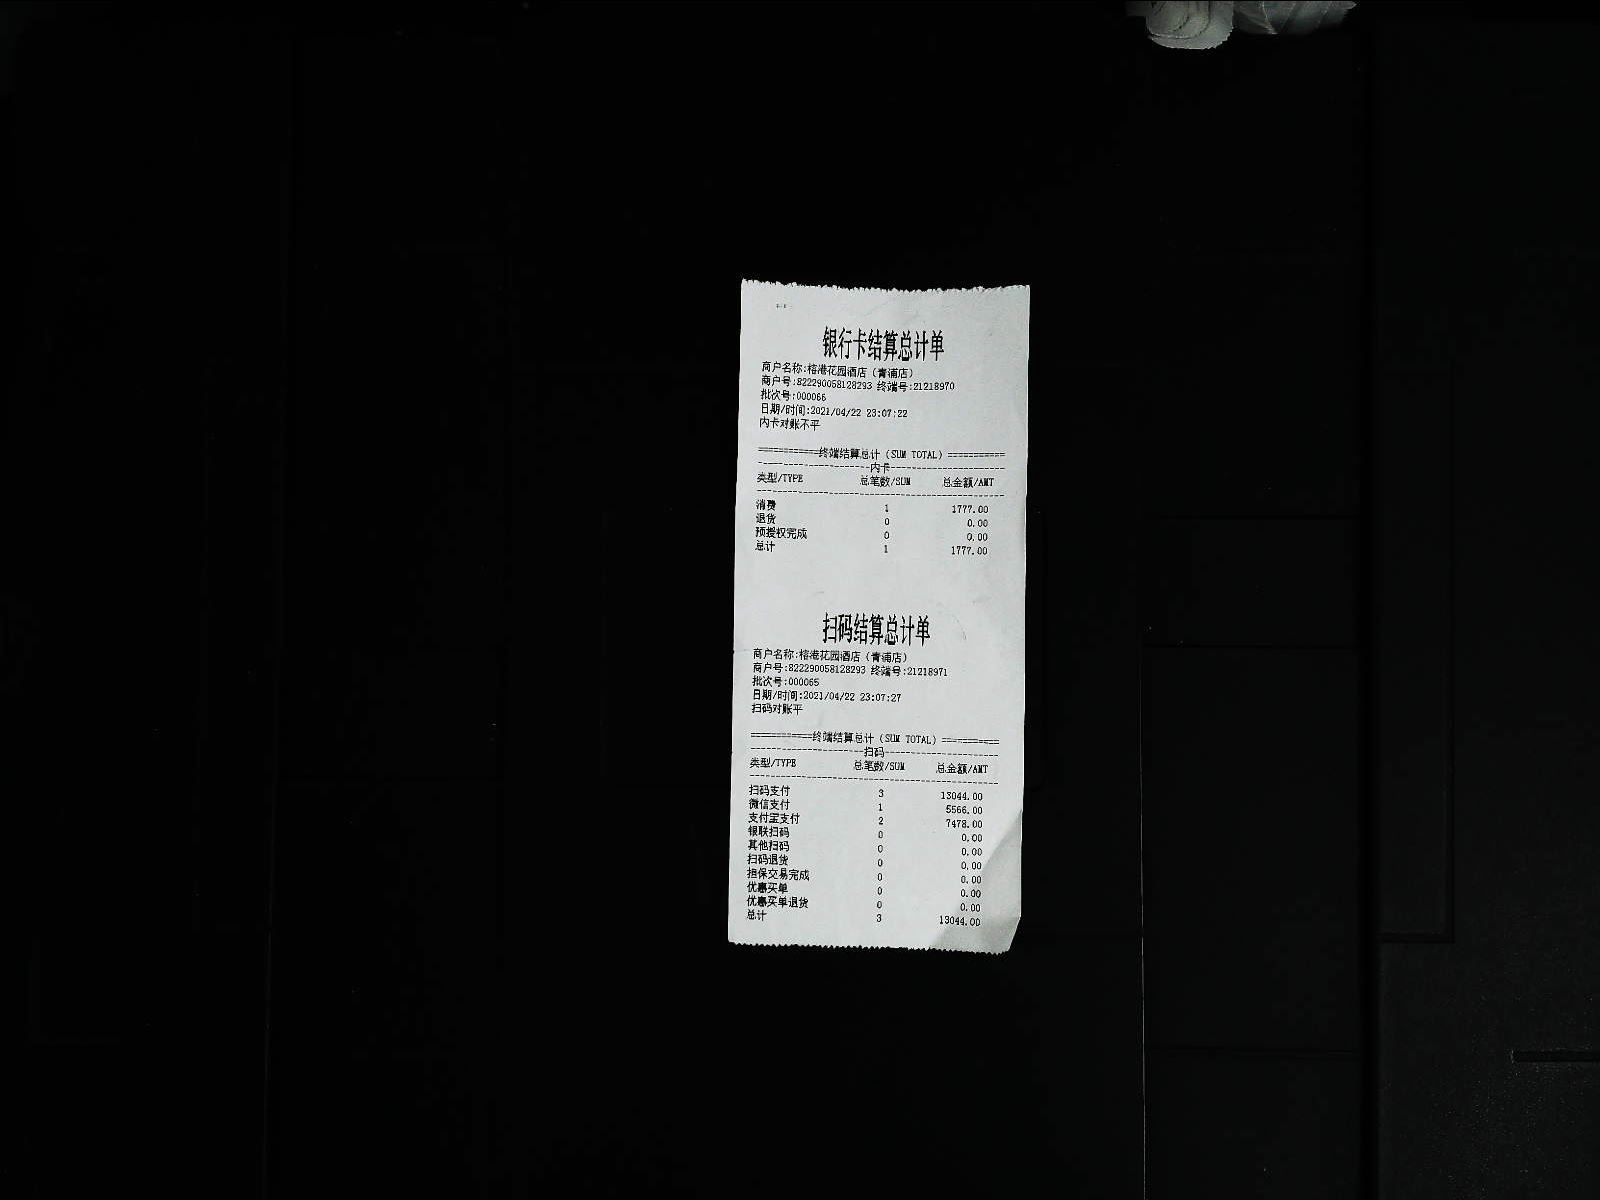 银行卡结算总计单
商户名称:榕港花园酒店（青浦店）
商户号:822290058128293 终端号:21218970
批次号:000066
日期/时间:2021/04/22 23:07:22
内卡对账不平
============终端结算总计（SUM TOTAL）===========
----------------------内卡----------------------
类型/TYPE 总笔数/SUM 总金额/AMT
消费 1 1777.00
退货 0 0.00
预授权完成 0 0.00
总计 1 1777.00
扫码结算总计单
商户名称:榕港花园酒店（青浦店）
商户号:822290058128293 终端号:21218971
批次号:000065
日期/时间:2021/04/22 23:07:27
扫码对账平
============终端结算总计（SUM TOTAL）===========
----------------------扫码----------------------
类型/TYPE 总笔数/SUM 总金额/AMT
扫码支付 3 13044.00
微信支付 1 5566.00
支付宝支付 2 7478.00
银联扫码 0 0.00
其他扫码 0 0.00
扫码退货 0 0.00
担保交易完成 0 0.00
优惠买单 0 0.00
优惠买单退货 0 0.00
总计 3 13044.00